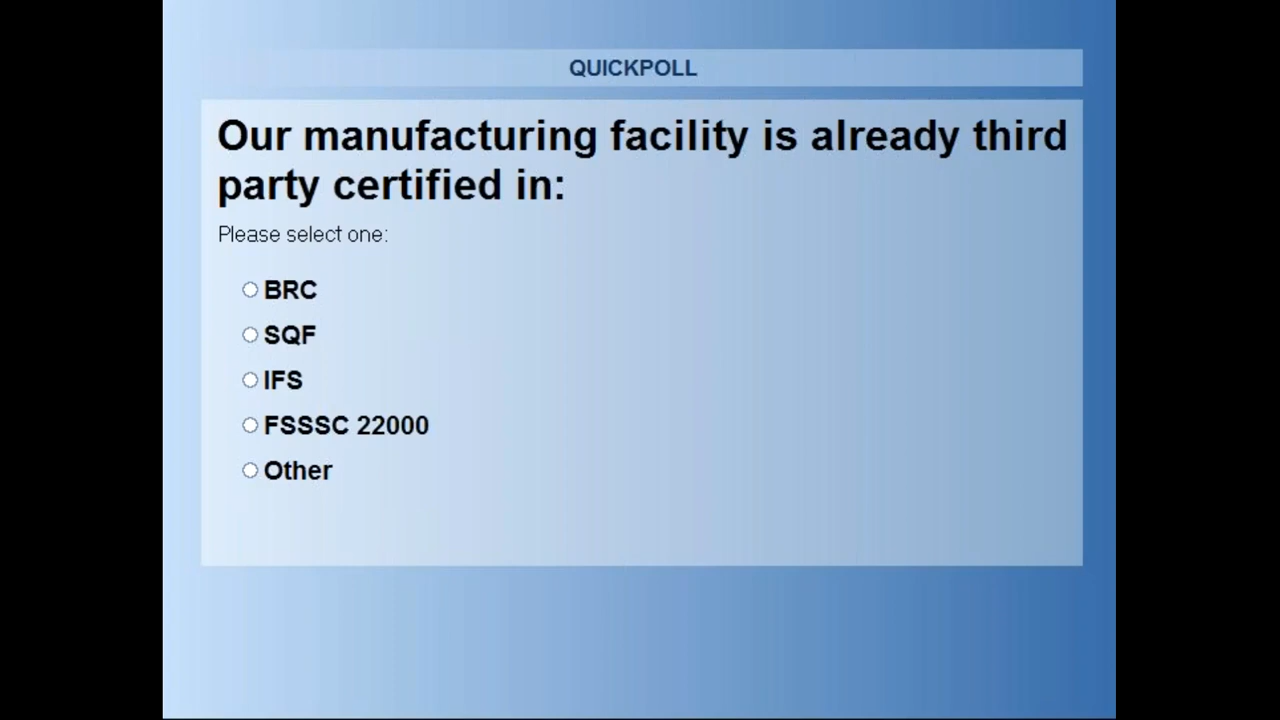 QUICKPOLL
Our manufacturing facility is already third
party certified in:
Please select one:
BRC
SQF
IFS
FSSSC 22000
Other